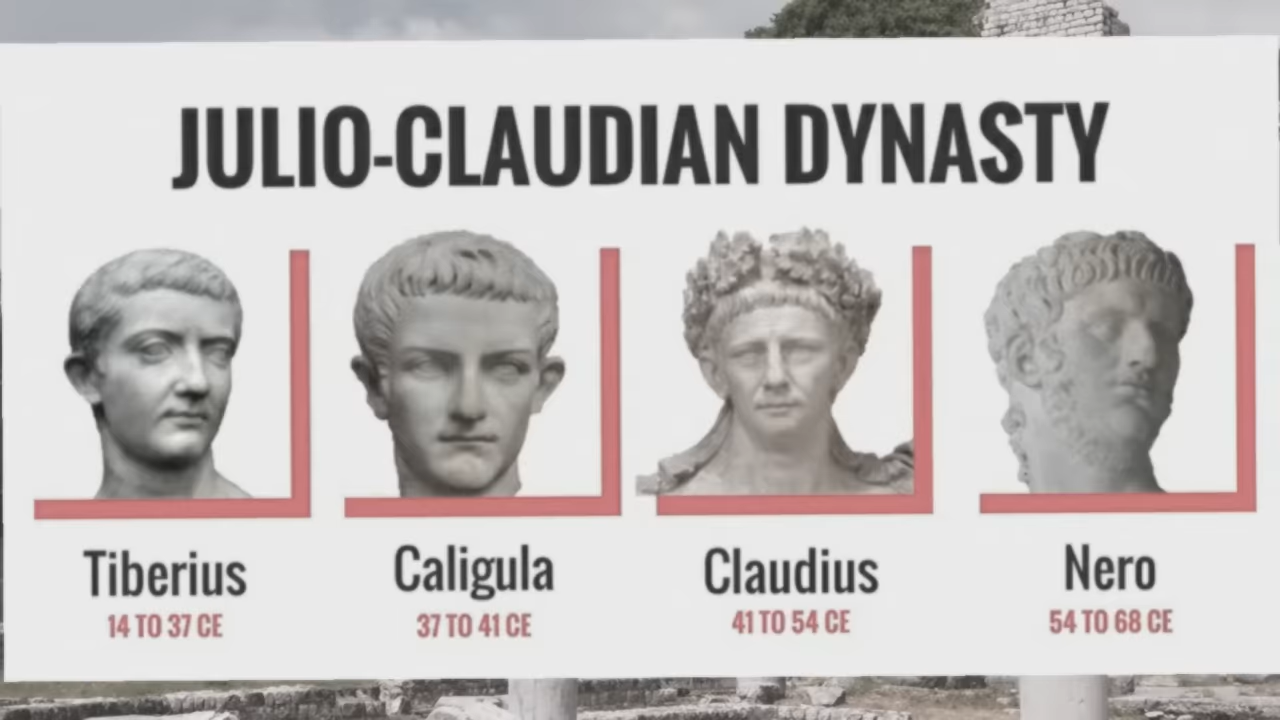 JULIO-CLAUDIAN DYNASTY
Tiberius
14 TO 37 CE
Caligula
37 TO 41 CE
Claudius
41 TO 54 CE
Nero
54 TO 68 CE